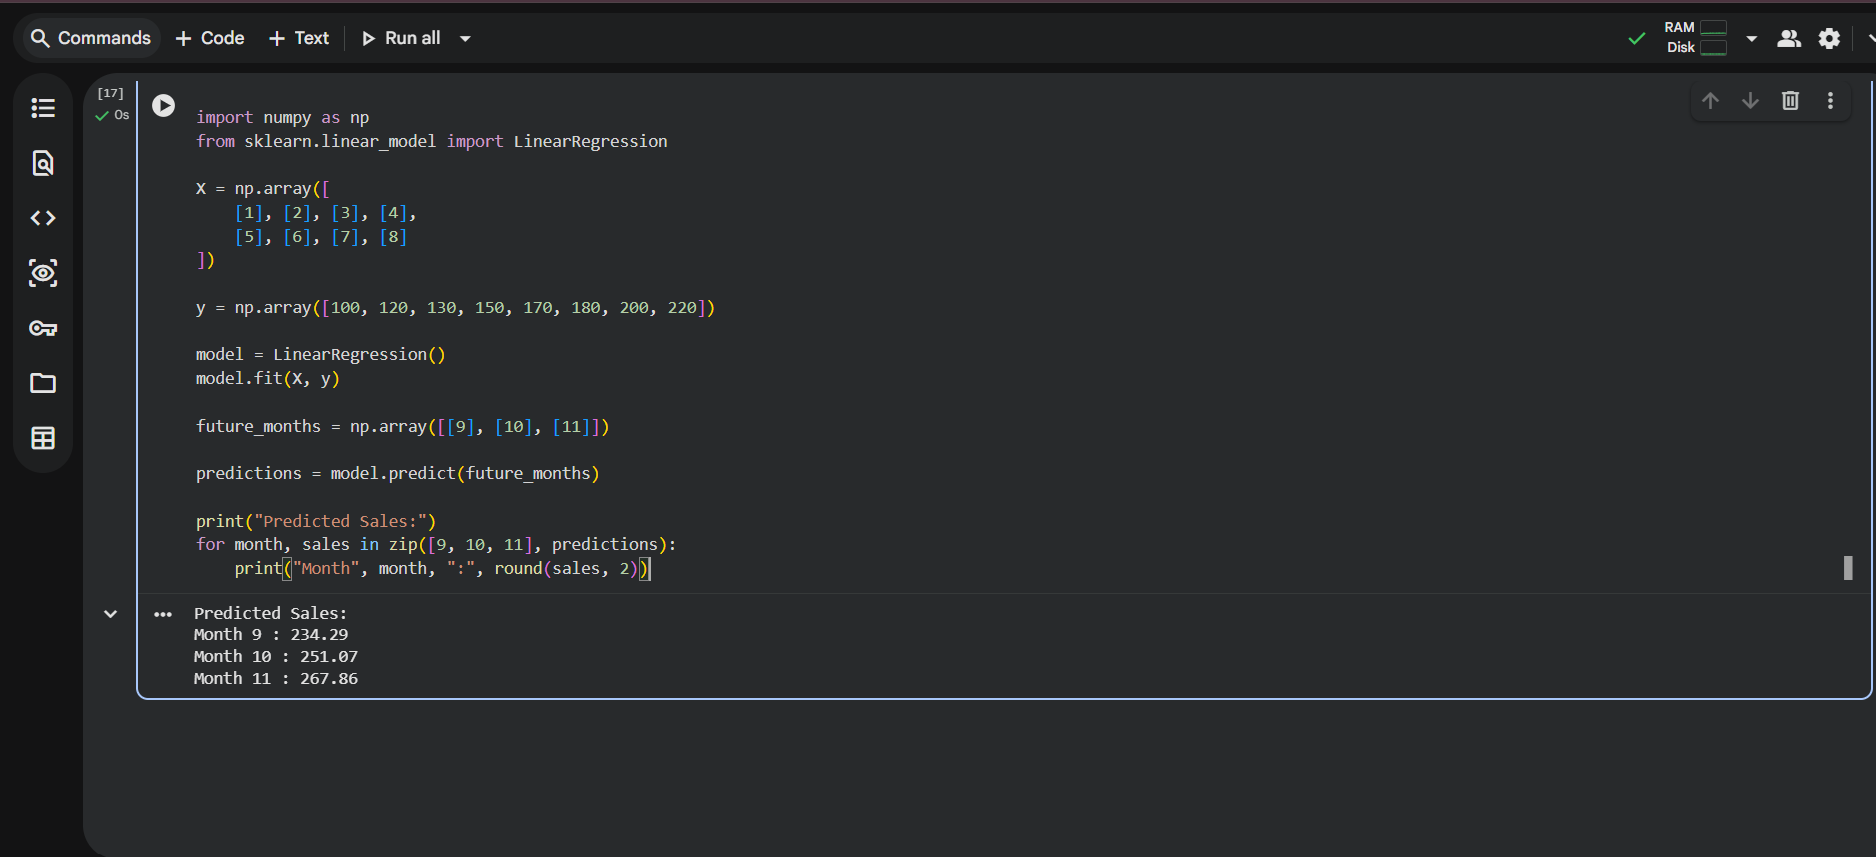 Commands + Code + Text Run all
RAM
Disk
[17]
0s
import numpy as np
from sklearn.linear_model import LinearRegression
X = np.array([
    [1], [2], [3], [4],
    [5], [6], [7], [8]
])
y = np.array([100, 120, 130, 150, 170, 180, 200, 220])
model = LinearRegression()
model.fit(X, y)
future_months = np.array([[9], [10], [11]])
predictions = model.predict(future_months)
print("Predicted Sales:")
for month, sales in zip([9, 10, 11], predictions):
    print("Month", month, ":", round(sales, 2))
Predicted Sales:
Month 9 : 234.29
Month 10 : 251.07
Month 11 : 267.86